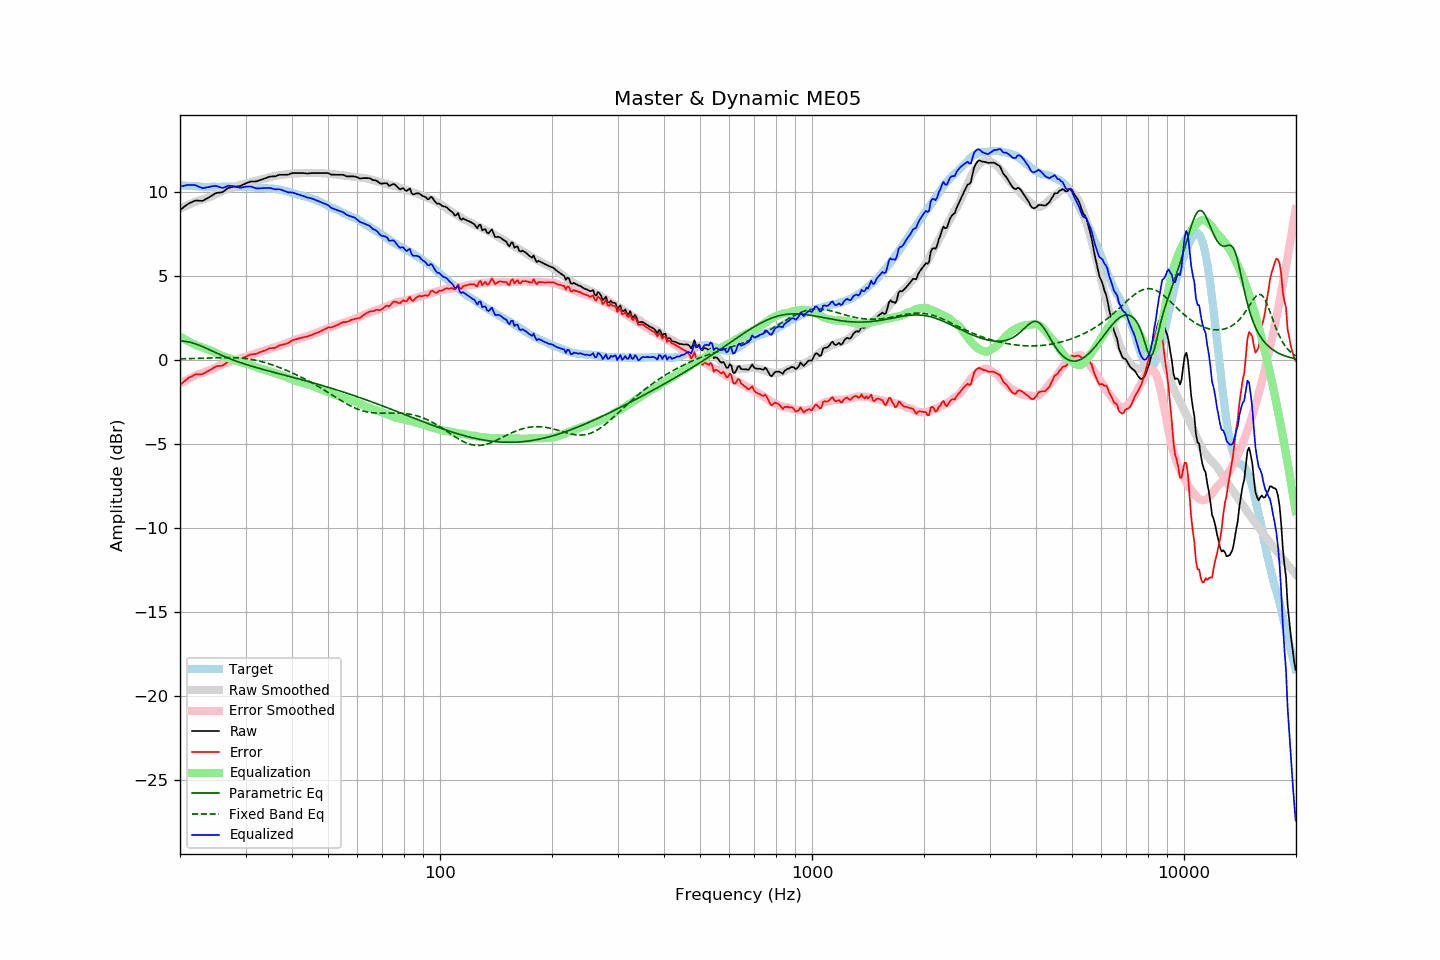 Master & Dynamic ME05
10
5
0
−5
−10
−15
−20
−25
Amplitude (dBr)
Target
Raw Smoothed
Error Smoothed
Raw
Error
Equalization
Parametric Eq
Fixed Band Eq
Equalized
100
1000
10000
Frequency (Hz)